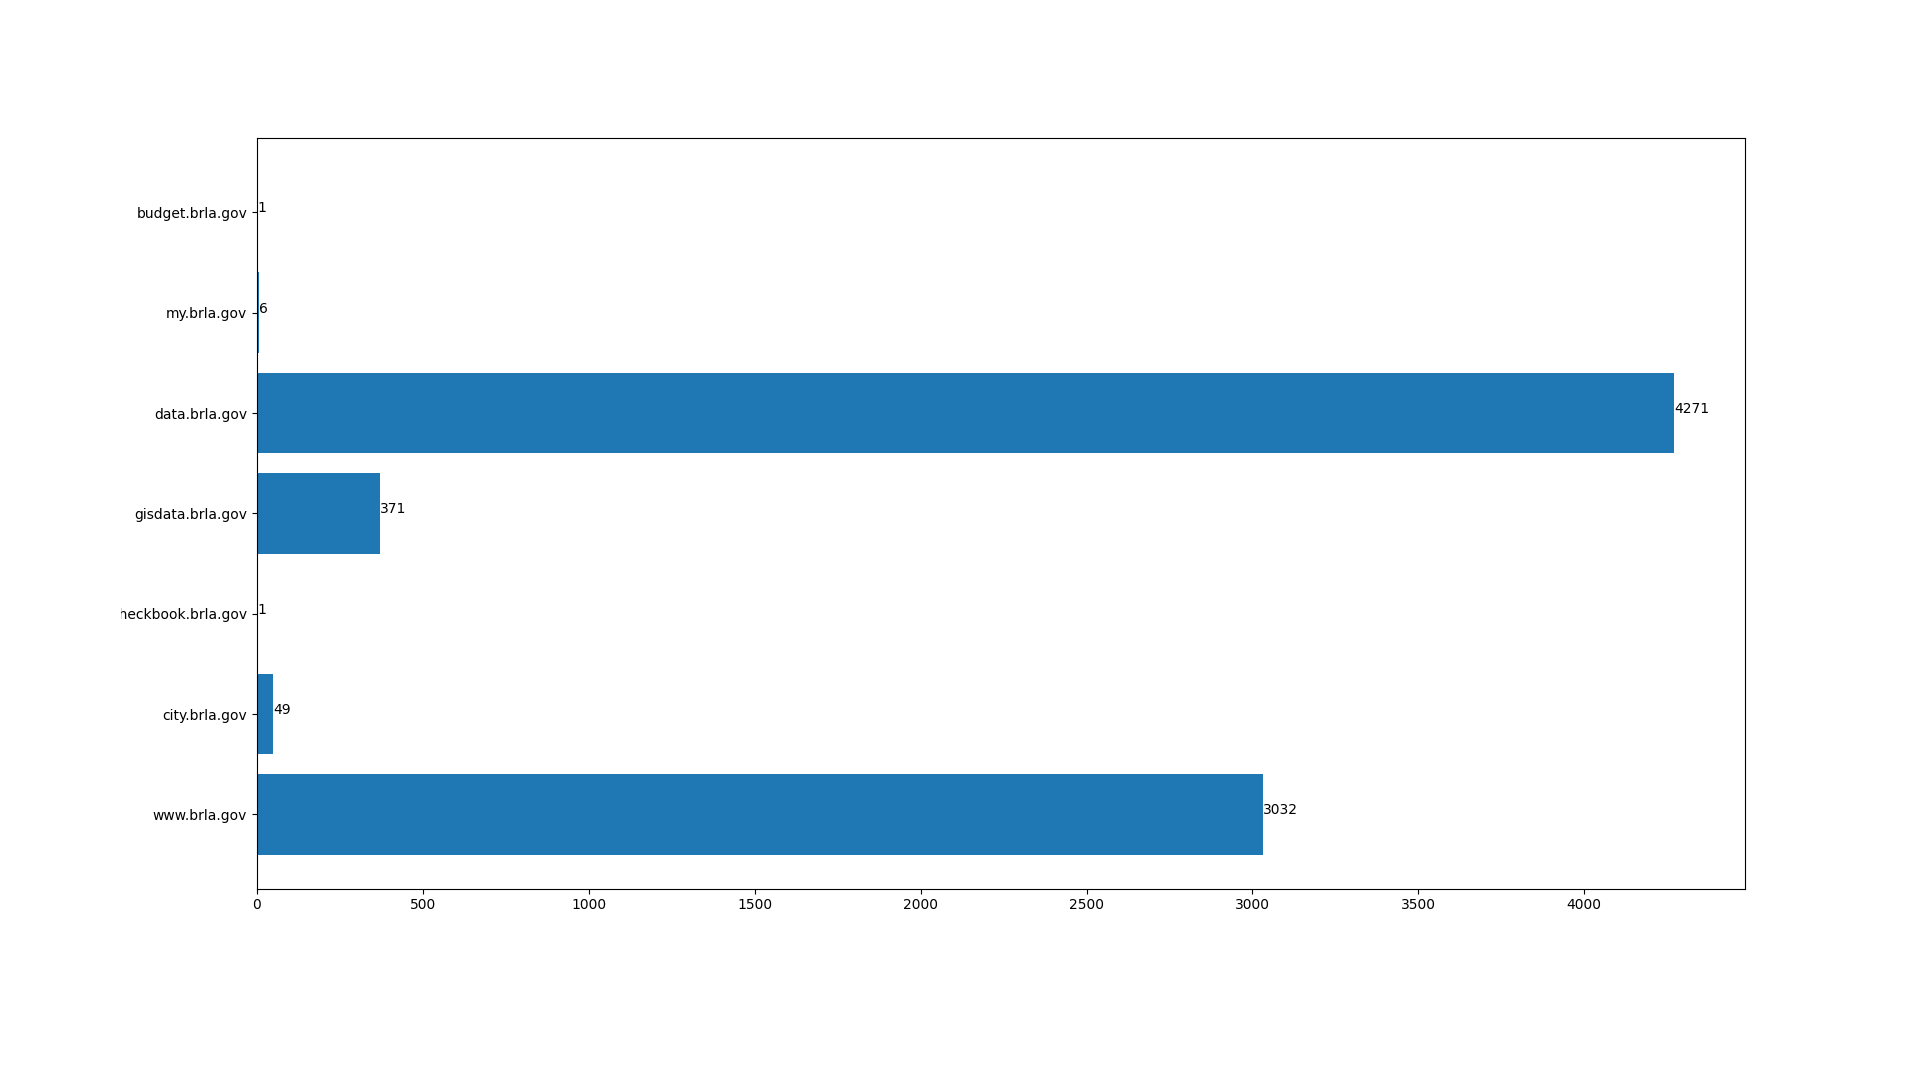 budget.brla.gov 1
my.brla.gov 6
data.brla.gov 4271
gisdata.brla.gov 371
heckbook.brla.gov 1
city.brla.gov 49
www.brla.gov 3032
0 500 1000 1500 2000 2500 3000 3500 4000